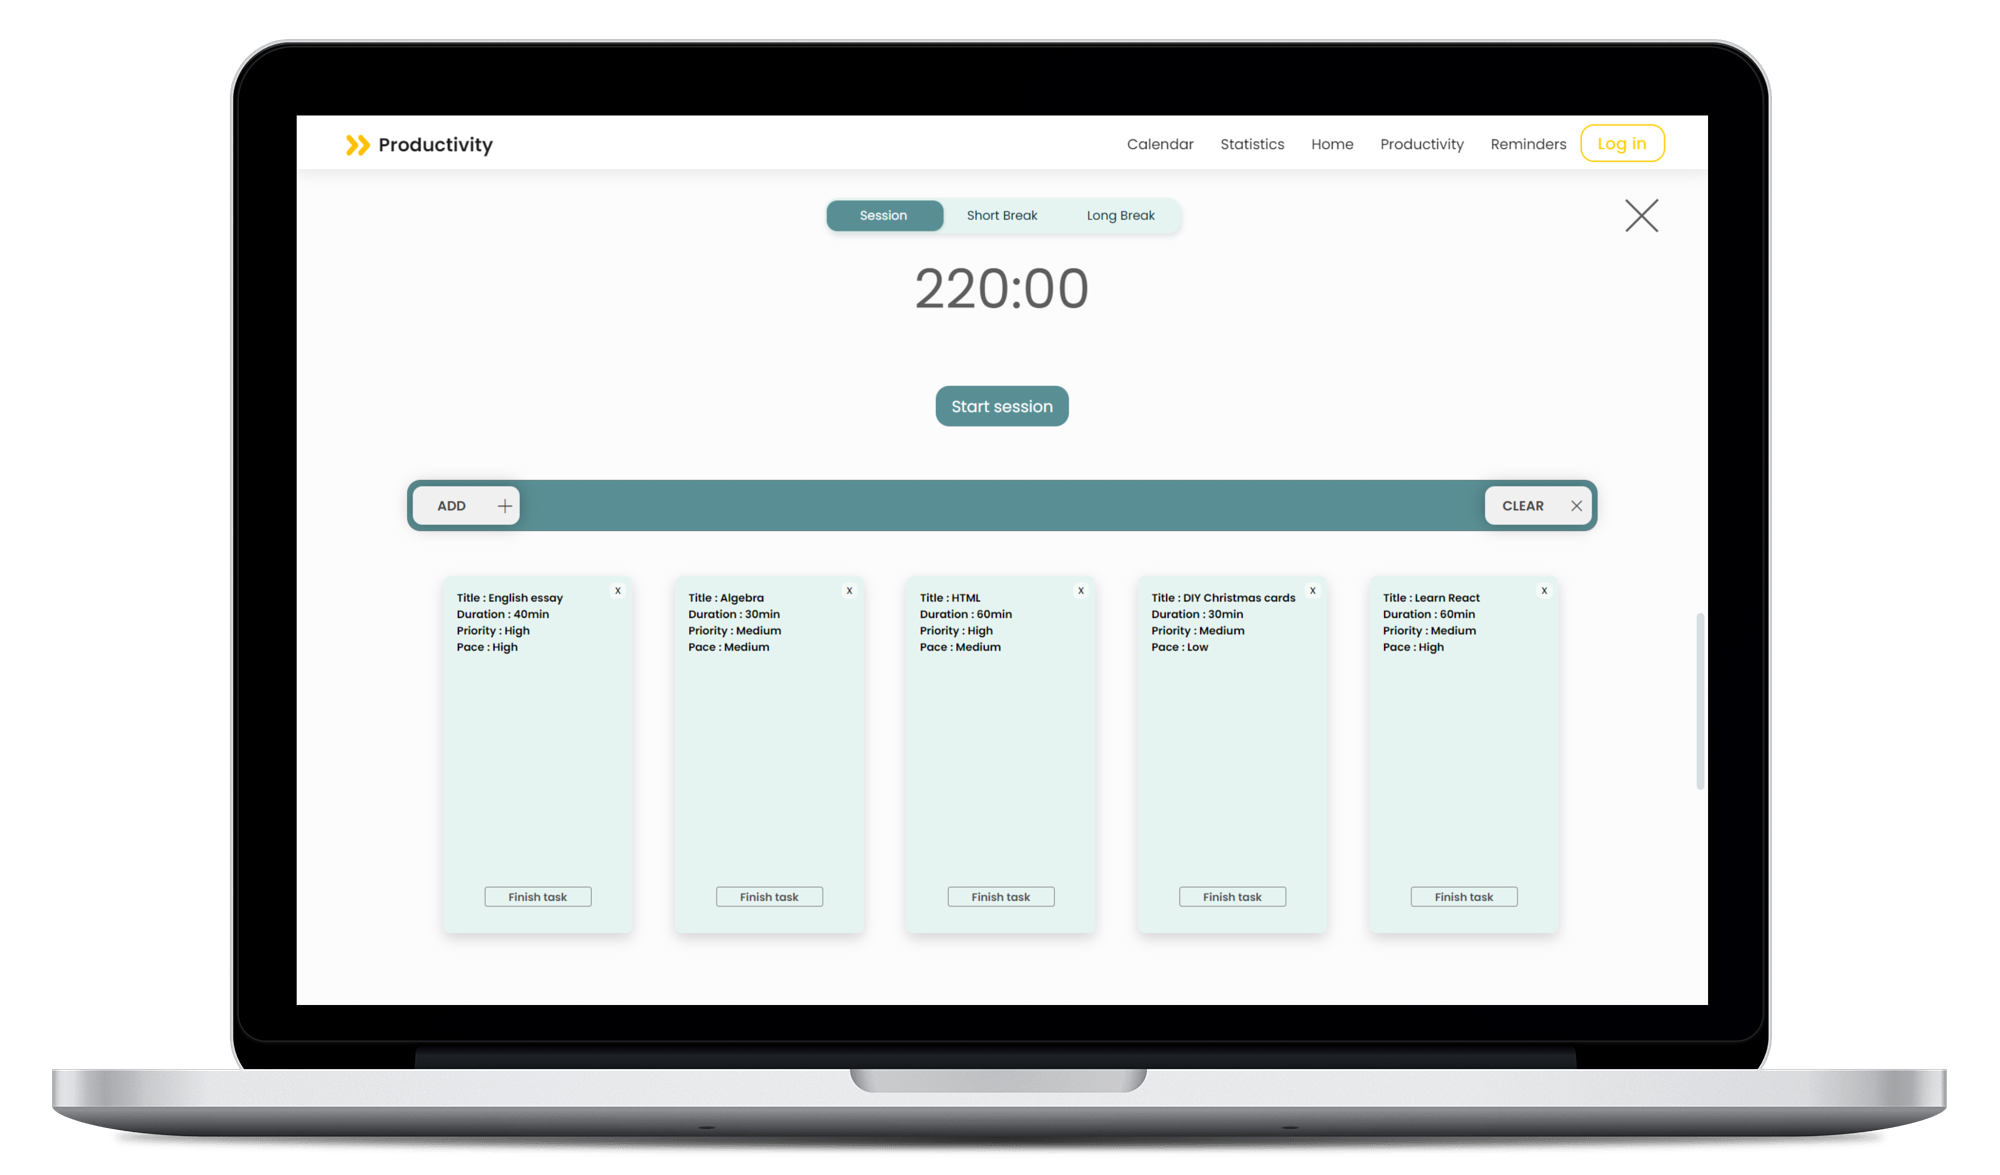 Productivity
Calendar Statistics Home Productivity Reminders Log in
Session Short Break Long Break
220:00
Start session
ADD
CLEAR
Title : English essay
Duration : 40min
Priority : High
Pace : High
Finish task
x
Title : Algebra
Duration : 30min
Priority : Medium
Pace : Medium
Finish task
x
Title : HTML
Duration : 60min
Priority : High
Pace : Medium
Finish task
x
Title : DIY Christmas cards
Duration : 30min
Priority : Medium
Pace : Low
Finish task
x
Title : Learn React
Duration : 60min
Priority : Medium
Pace : High
Finish task
x